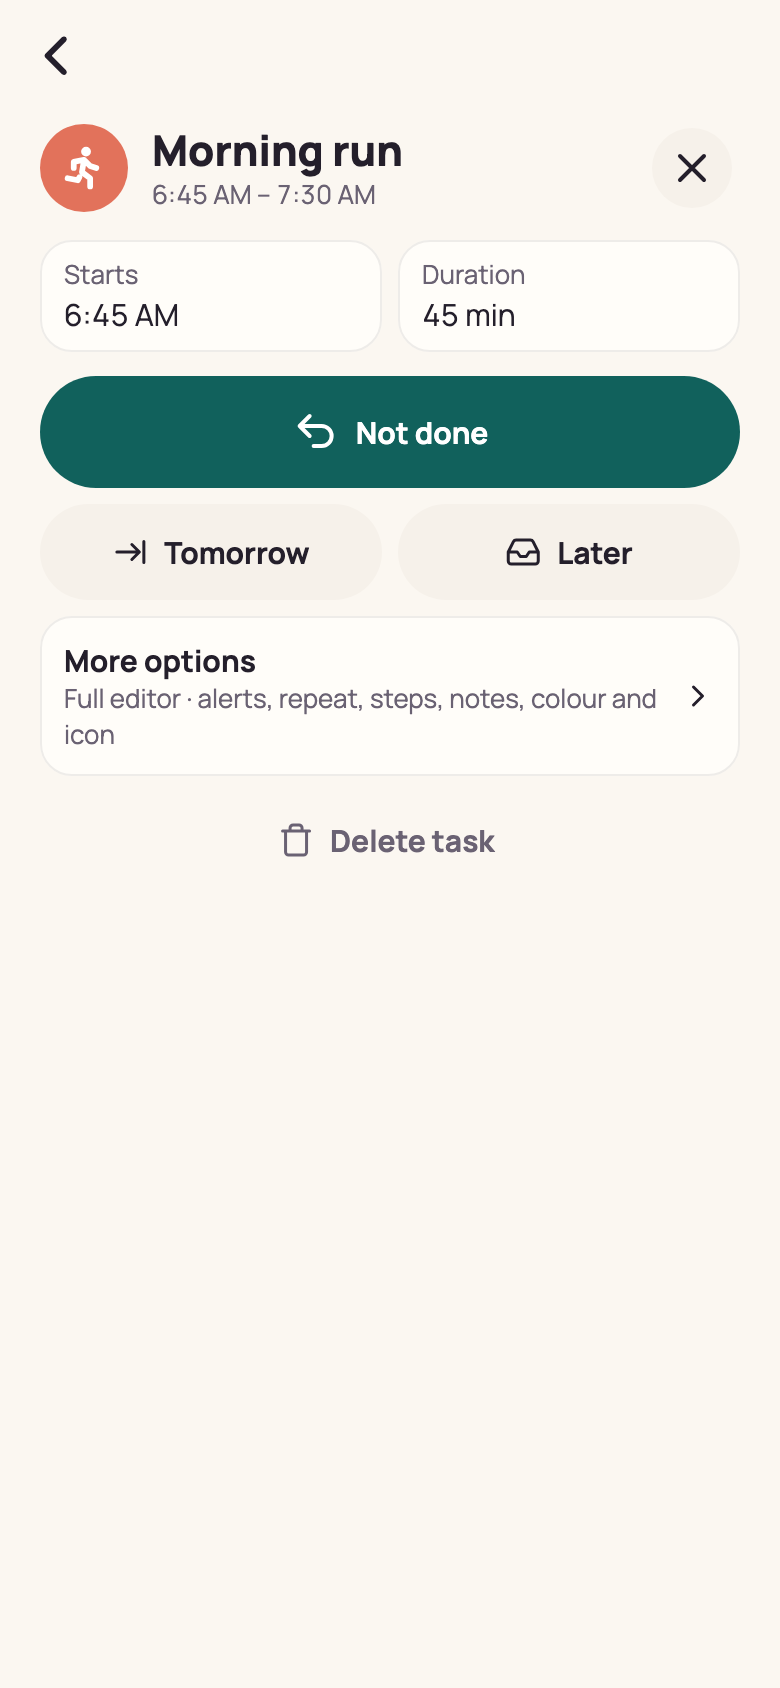 Morning run
6:45 AM – 7:30 AM
Starts
6:45 AM
Duration
45 min
Not done
Tomorrow
Later
More options
Full editor · alerts, repeat, steps, notes, colour and
icon
Delete task